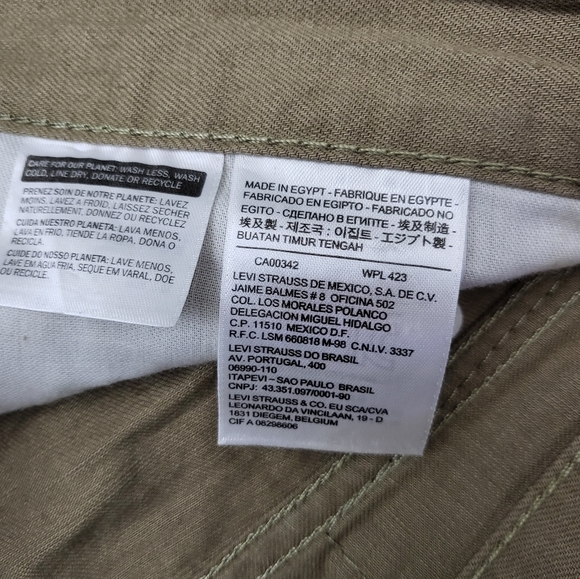 CARE FOR OUR PLANET: WASH LESS, WASH
COLD, LINE DRY, DONATE OR RECYCLE
PRENEZ SOIN DE NOTRE PLANETE: LAVEZ
MOINS, LAVEZ A FROID, LAISSEZ SECHER
NATURELLEMENT, DONNEZ OU RECYCLEZ
CUIDA NUESTRO PLANETA: LAVA MENOS,
LAVA EN FRIO, TIENDE LA ROPA, DONA O
RECICLA.
CUIDE DO NOSSO PLANETA: LAVE MENOS,
LAVE EM AGUA FRIA, SEQUE EM VARAL, DOE
OU RECICLE.
MADE IN EGYPT - FABRIQUE EN EGYPTE -
FABRICADO EN EGIPTO - FABRICADO NO
EGITO - СДЕЛАНО В ЕГИПТЕ - 埃及制造 -
埃及製 - 제조국 : 이집트 - エジプト製 -
BUATAN TIMUR TENGAH
CA00342 WPL 423
LEVI STRAUSS DE MEXICO, S.A. DE C.V.
JAIME BALMES # 8 OFICINA 502
COL. LOS MORALES POLANCO
DELEGACION MIGUEL HIDALGO
C.P. 11510 MEXICO D.F.
R.F.C. LSM 660818 M-98 C.N.I.V. 3337
LEVI STRAUSS DO BRASIL
AV. PORTUGAL, 400
06690-110
ITAPEVI - SAO PAULO BRASIL
CNPJ: 43.351.097/0001-90
LEVI STRAUSS & CO. EU SCA/CVA
LEONARDO DA VINCILAAN, 19 - D
1831 DIEGEM, BELGIUM
CIF A 08298606